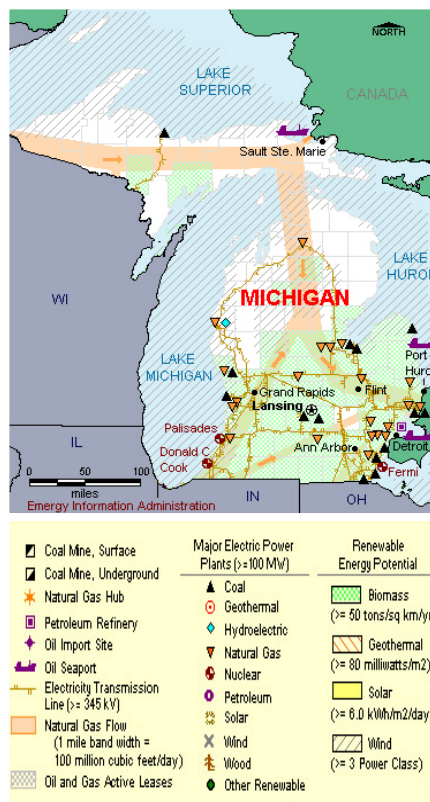 NORTH
LAKE
SUPERIOR
CANADA
Sault Ste. Marie
LAKE
HURON
WI
MICHIGAN
LAKE
MICHIGAN
Port
Huro
Grand Rapids
Flint
Lansing
Palisades
IL
Donald C
Cook
Ann Arbor
Detroit
Fermi
0 50 100
miles
IN
OH
Emergy Information Administration
Coal Mine, Surface
Coal Mine, Underground
Natural Gas Hub
Petroleum Refinery
Oil Import Site
Oil Seaport
Electricity Transmission
Line (>= 345 kV)
Natural Gas Flow
(1 mile band width =
100 million cubic feet/day)
Oil and Gas Active Leases
Major Electric Power
Plants (>=100 MW)
Coal
Geothermal
Hydroelectric
Natural Gas
Nuclear
Petroleum
Solar
Wind
Wood
Other Renewable
Renewable
Energy Potential
Biomass
(>= 50 tons/sq km/yr
Geothermal
(>= 80 milliwatts/m2)
Solar
(>= 6.0 kWh/m2/day
Wind
(>= 3 Power Class)